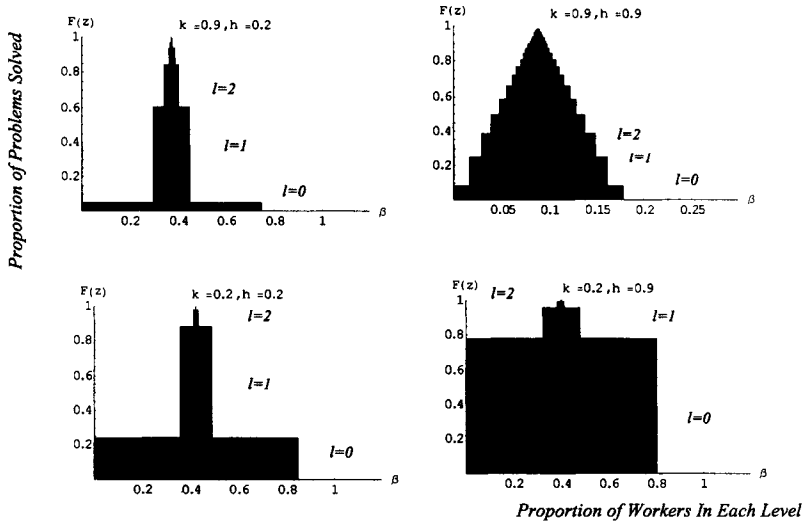 Proportion of Problems Solved
F(z)
k =0.9,h =0.2
1
0.8
0.6
0.4
0.2
l=2
l=1
l=0
0.2 0.4 0.6 0.8 1 β
F(z)
k =0.9,h =0.9
1
0.8
0.6
0.4
0.2
l=2
l=1
l=0
0.05 0.1 0.15 0.2 0.25 β
F(z)
k =0.2,h =0.2
1
0.8
0.6
0.4
0.2
l=2
l=1
l=0
0.2 0.4 0.6 0.8 1 β
F(z)
k =0.2,h =0.9
1
0.8
0.6
0.4
0.2
l=2
l=1
l=0
0.2 0.4 0.6 0.8 1 β
Proportion of Workers In Each Level